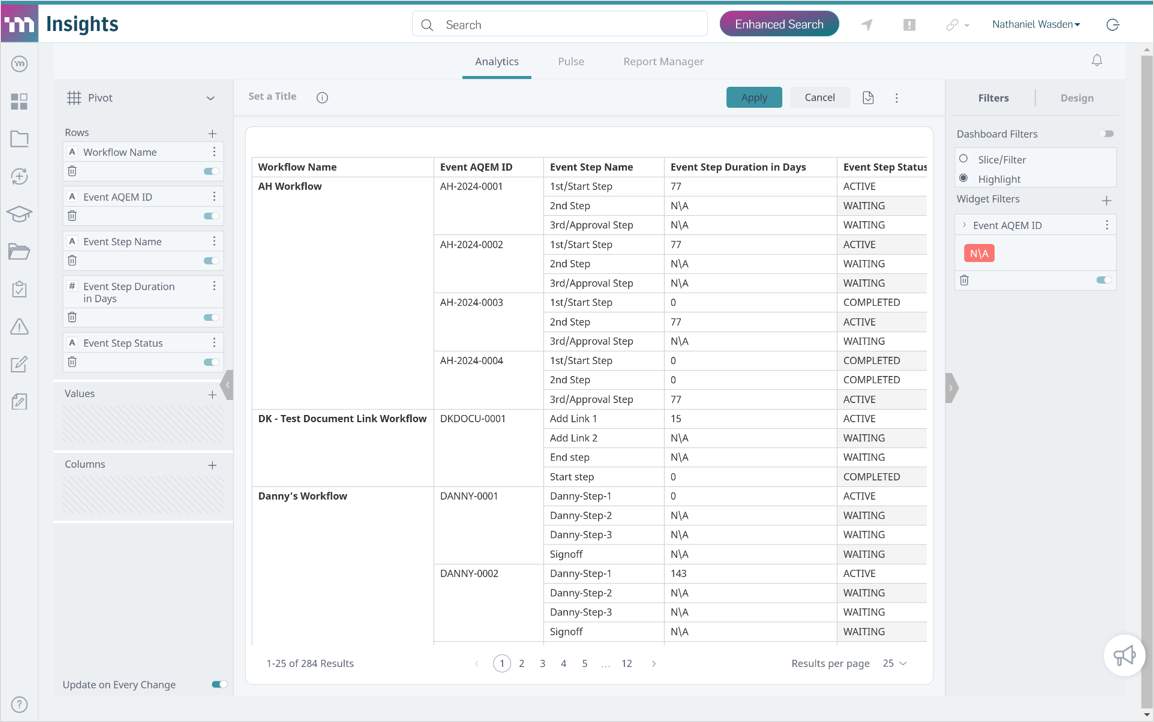 m Insights
Search
Enhanced Search
Nathaniel Wasden
Analytics
Pulse
Report Manager
Pivot
Rows
A Workflow Name
A Event AQEM ID
A Event Step Name
# Event Step Duration
in Days
A Event Step Status
Values
Columns
Update on Every Change
Set a Title
Apply
Cancel
Workflow Name Event AQEM ID Event Step Name Event Step Duration in Days Event Step Status
AH Workflow AH-2024-0001 1st/Start Step 77 ACTIVE
2nd Step N\A WAITING
3rd/Approval Step N\A WAITING
AH-2024-0002 1st/Start Step 77 ACTIVE
2nd Step N\A WAITING
3rd/Approval Step N\A WAITING
AH-2024-0003 1st/Start Step 0 COMPLETED
2nd Step 77 ACTIVE
3rd/Approval Step N\A WAITING
AH-2024-0004 1st/Start Step 0 COMPLETED
2nd Step 0 COMPLETED
3rd/Approval Step 77 ACTIVE
DK - Test Document Link Workflow DKDOCU-0001 Add Link 1 15 ACTIVE
Add Link 2 N\A WAITING
End step N\A WAITING
Start step 0 COMPLETED
Danny's Workflow DANNY-0001 Danny-Step-1 0 ACTIVE
Danny-Step-2 N\A WAITING
Danny-Step-3 N\A WAITING
Signoff N\A WAITING
DANNY-0002 Danny-Step-1 143 ACTIVE
Danny-Step-2 N\A WAITING
Danny-Step-3 N\A WAITING
Signoff N\A WAITING
1-25 of 284 Results
1 2 3 4 5 ... 12
Results per page 25
Filters
Design
Dashboard Filters
Slice/Filter
Highlight
Widget Filters
Event AQEM ID
N\A